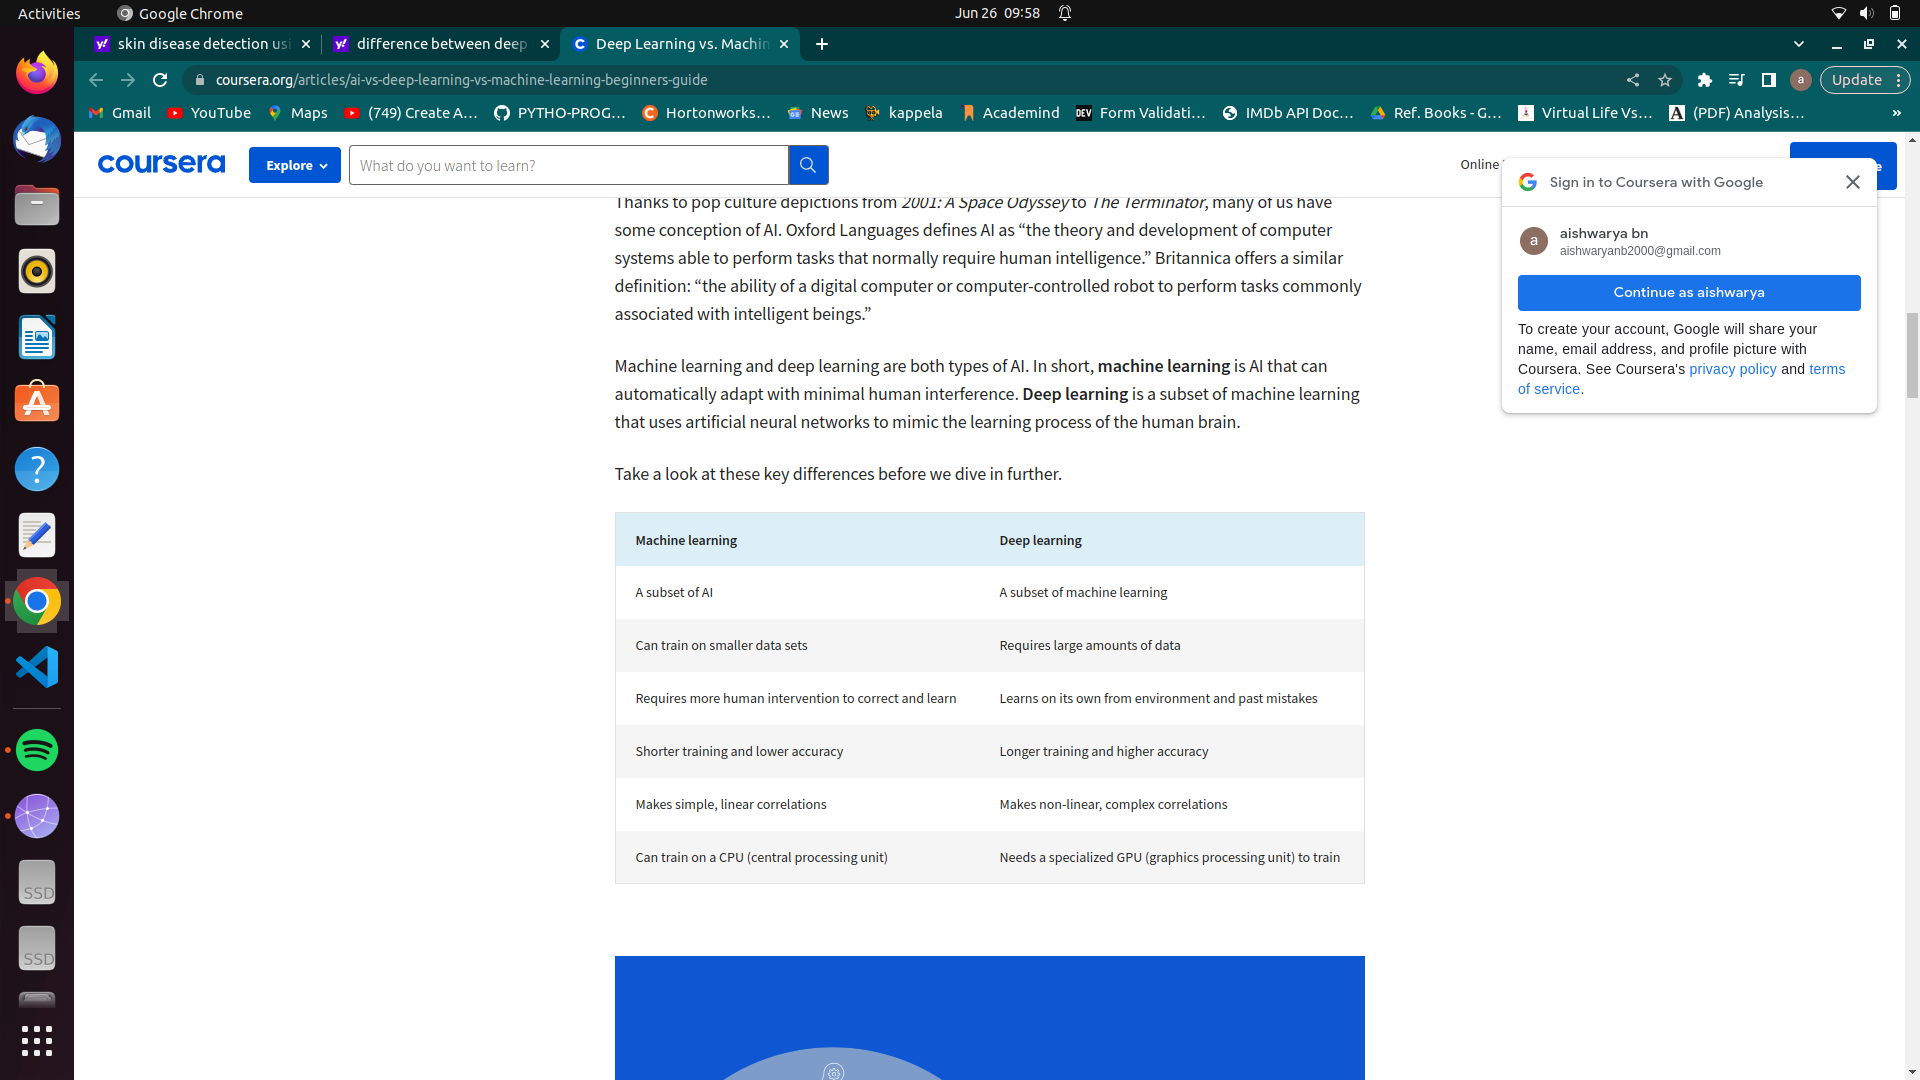 Activities
Google Chrome
Jun 26 09:58
skin disease detection usi
difference between deep
Deep Learning vs. Machin
coursera.org/articles/ai-vs-deep-learning-vs-machine-learning-beginners-guide
a
Update
Gmail
YouTube
Maps
(749) Create A…
PYTHO-PROG…
Hortonworks…
News
kappela
Academind
DEV
Form Validati…
IMDb API Doc…
Ref. Books - G…
Virtual Life Vs…
A
(PDF) Analysis…
»
coursera
Explore
What do you want to learn?
Online
Sign in to Coursera with Google
a
aishwarya bn
aishwaryanb2000@gmail.com
Continue as aishwarya
To create your account, Google will share your
name, email address, and profile picture with
Coursera. See Coursera's privacy policy and terms
of service.
Thanks to pop culture depictions from 2001: A Space Odyssey to The Terminator, many of us have
some conception of AI. Oxford Languages defines AI as “the theory and development of computer
systems able to perform tasks that normally require human intelligence.” Britannica offers a similar
definition: “the ability of a digital computer or computer-controlled robot to perform tasks commonly
associated with intelligent beings.”
Machine learning and deep learning are both types of AI. In short, machine learning is AI that can
automatically adapt with minimal human interference. Deep learning is a subset of machine learning
that uses artificial neural networks to mimic the learning process of the human brain.
Take a look at these key differences before we dive in further.
Machine learning
Deep learning
A subset of AI
A subset of machine learning
Can train on smaller data sets
Requires large amounts of data
Requires more human intervention to correct and learn
Learns on its own from environment and past mistakes
Shorter training and lower accuracy
Longer training and higher accuracy
Makes simple, linear correlations
Makes non-linear, complex correlations
Can train on a CPU (central processing unit)
Needs a specialized GPU (graphics processing unit) to train
SSD
SSD